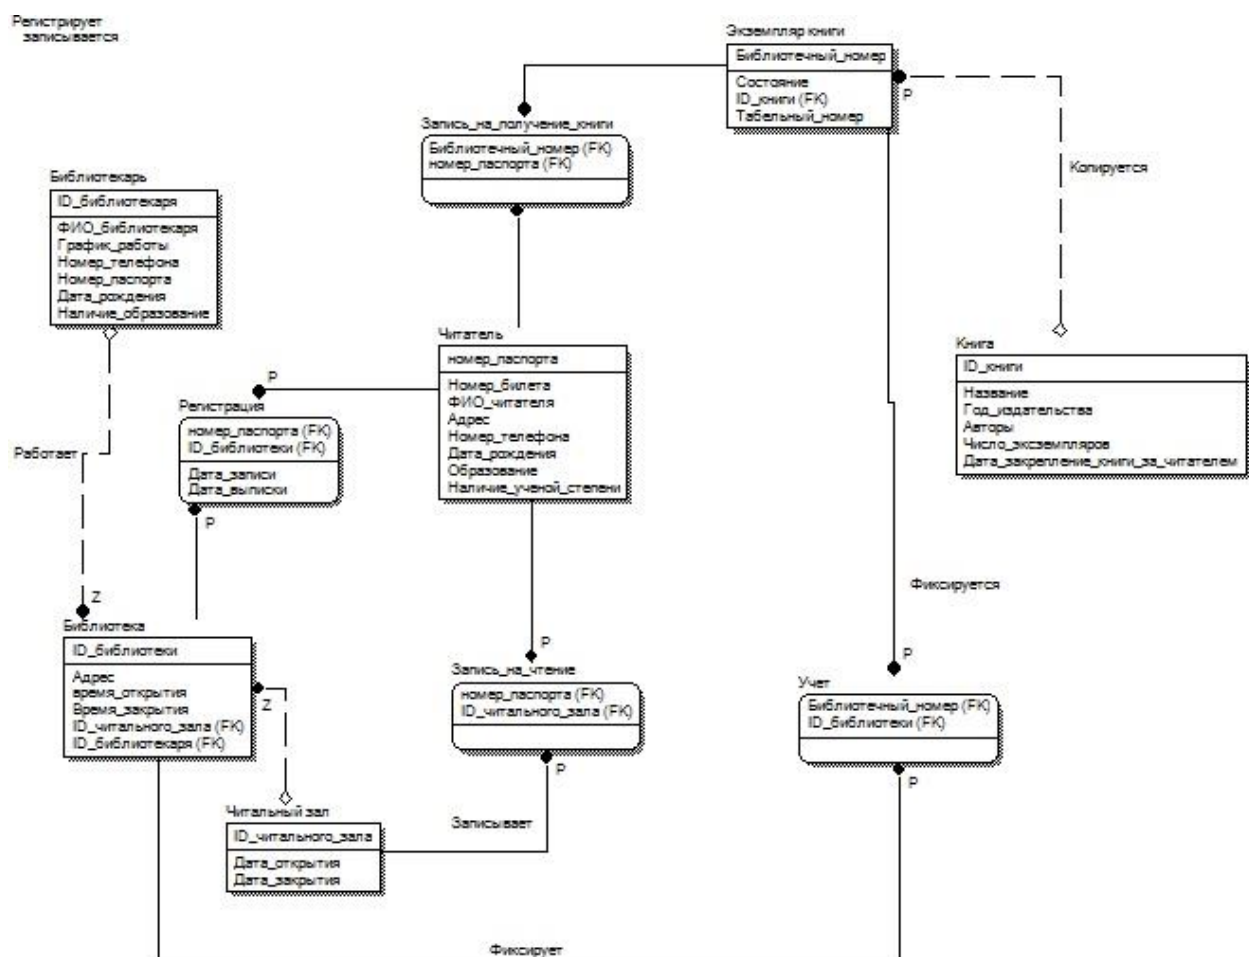 Регистрирует
записывается
Экземпляр книги
Библиотечный_номер
Состояние
ID_книги (FK)
Табельный_номер
P
Копируется
Запись_на_получение_книги
Библиотечный_номер (FK)
номер_паспорта (FK)
Библиотекарь
ID_библиотекаря
ФИО_библиотекаря
График_работы
Номер_телефона
Номер_паспорта
Дата_рождения
Наличие_образование
Читатель
номер_паспорта
Номер_билета
ФИО_читателя
Адрес
Номер_телефона
Дата_рождения
Образование
Наличие_ученой_степени
Книга
ID_книги
Название
Год_издательства
Авторы
Число_эксземпляров
Дата_закрепление_книги_за_читателем
P
Регистрация
номер_паспорта (FK)
ID_библиотеки (FK)
Дата_записи
Дата_выписки
P
Работает
Z
Библиотека
ID_библиотеки
Адрес
время_открытия
Время_закрытия
ID_читального_зала (FK)
ID_библиотекаря (FK)
Z
P
Запись_на_чтение
номер_паспорта (FK)
ID_читального_зала (FK)
P
Фиксируется
P
Учет
Библиотечный_номер (FK)
ID_библиотеки (FK)
P
Читальный зал
ID_читального_зала
Дата_открытия
Дата_закрытия
Записывает
Фиксирует